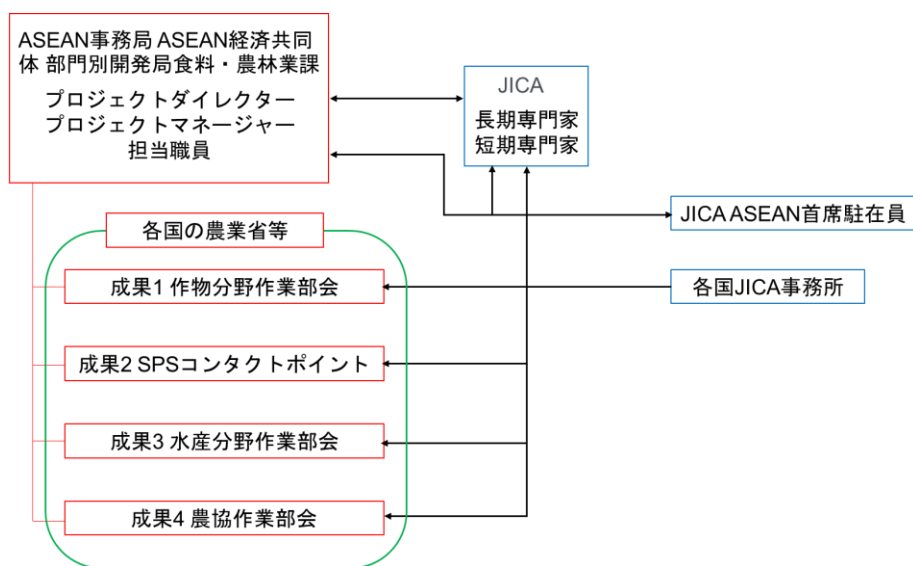 ASEAN事務局 ASEAN経済共同
体 部門別開発局食料・農林業課
プロジェクトダイレクター
プロジェクトマネージャー
担当職員
JICA
長期専門家
短期専門家
JICA ASEAN首席駐在員
各国の農業省等
成果1 作物分野作業部会
各国JICA事務所
成果2 SPSコンタクトポイント
成果3 水産分野作業部会
成果4 農協作業部会